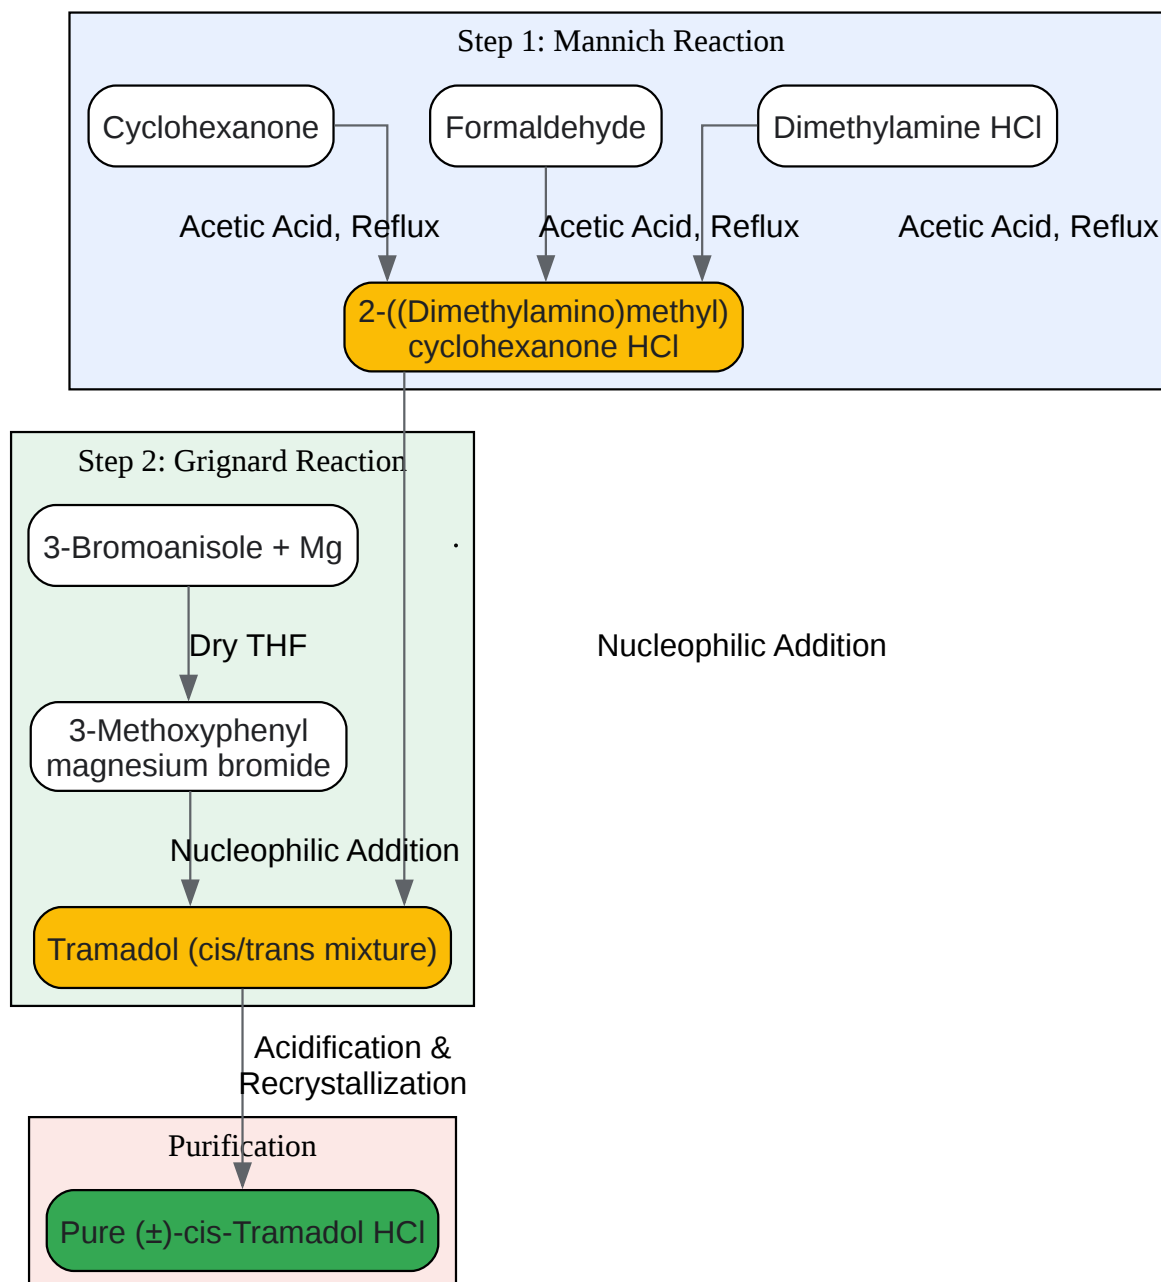 Step 1: Mannich Reaction
Cyclohexanone
Formaldehyde
Dimethylamine HCl
Acetic Acid, Reflux
Acetic Acid, Reflux
Acetic Acid, Reflux
2-((Dimethylamino)methyl)
cyclohexanone HCl
Step 2: Grignard Reaction
3-Bromoanisole + Mg
Dry THF
Nucleophilic Addition
3-Methoxyphenyl
magnesium bromide
Nucleophilic Addition
Tramadol (cis/trans mixture)
Acidification &
Recrystallization
Purification
Pure (±)-cis-Tramadol HCl